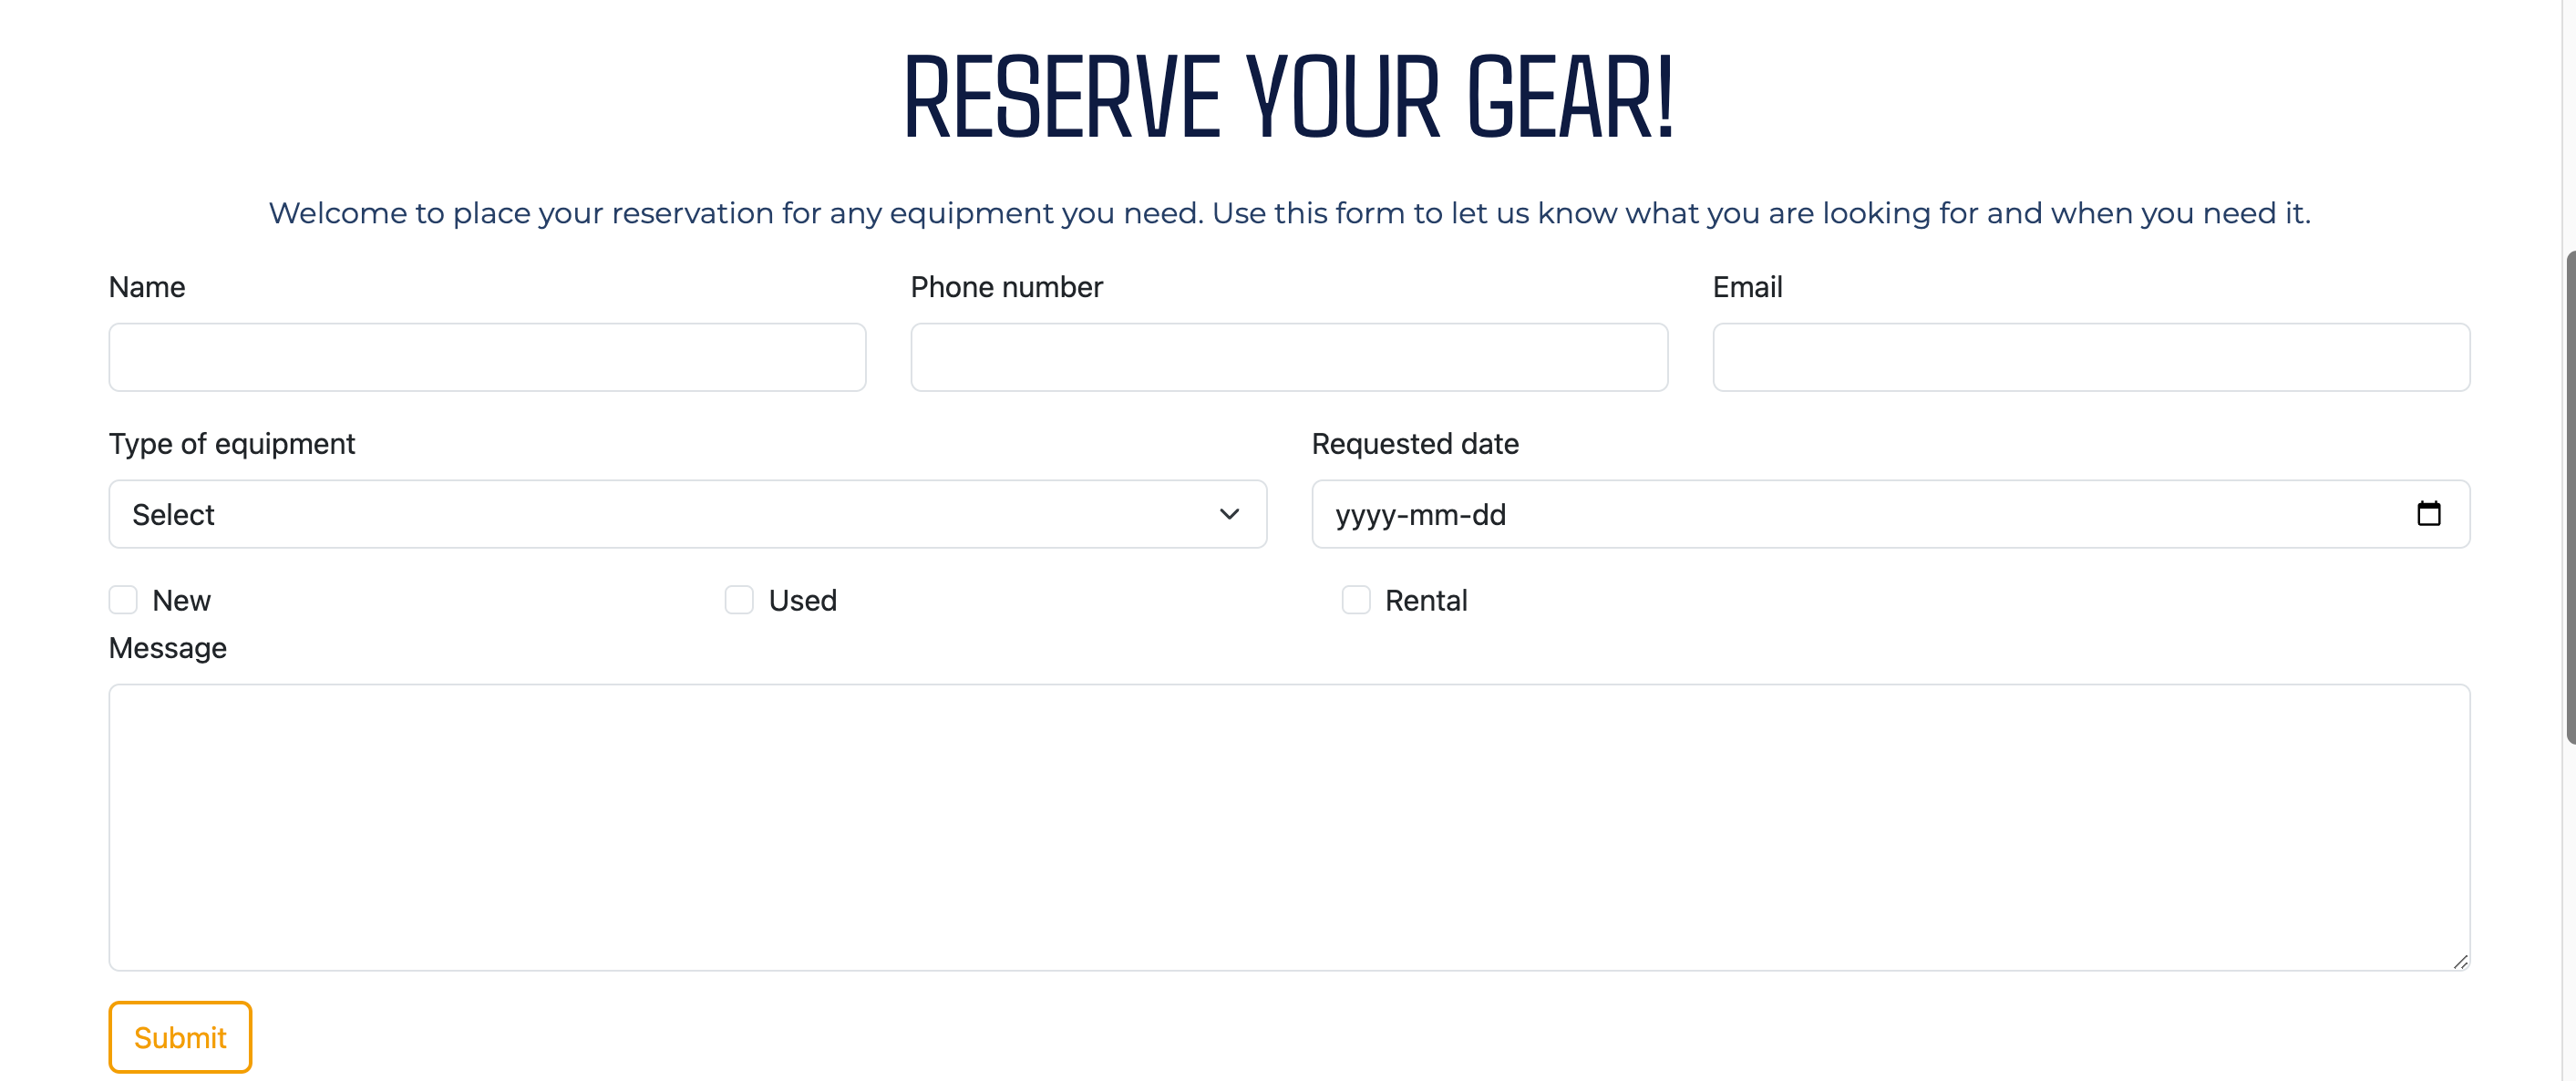 RESERVE YOUR GEAR!
Welcome to place your reservation for any equipment you need. Use this form to let us know what you are looking for and when you need it.
Name Phone number Email
Type of equipment Requested date
Select yyyy-mm-dd
New Used Rental
Message
Submit